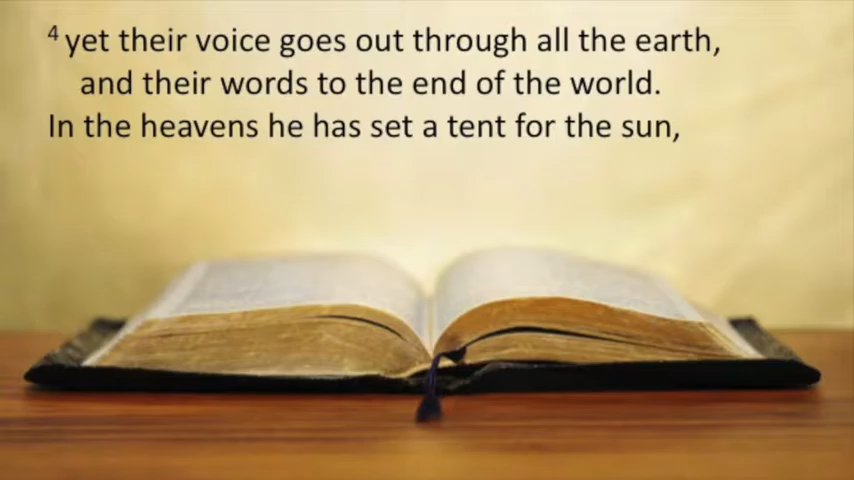 4 yet their voice goes out through all the earth,
and their words to the end of the world.
In the heavens he has set a tent for the sun,